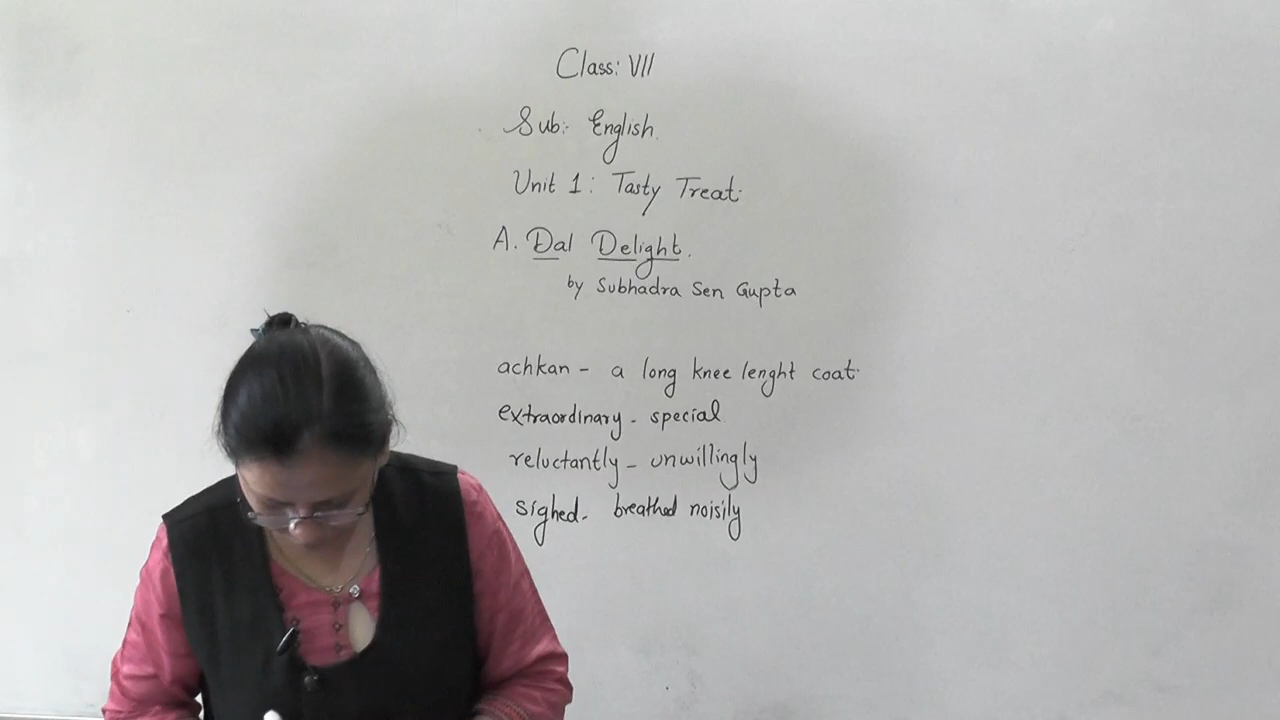 Class: VII
Sub:- English.
Unit 1: Tasty Treat.
A. Dal Delight.
by Subhadra Sen Gupta
achkan - a long knee lenght coat.
extraordinary - special
reluctantly - unwillingly
sighed - breathed noisily